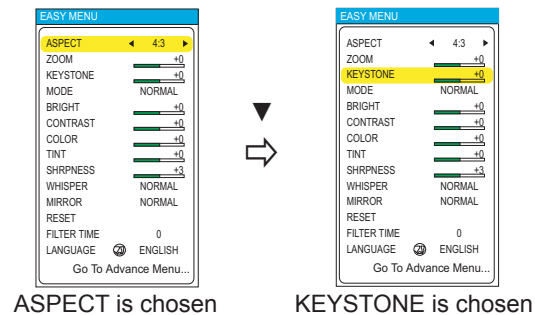 EASY MENU
ASPECT ◀ 4:3 ▶
ZOOM +0
KEYSTONE +0
MODE NORMAL
BRIGHT +0
CONTRAST +0
COLOR +0
TINT +0
SHRPNESS +3
WHISPER NORMAL
MIRROR NORMAL
RESET
FILTER TIME 0
LANGUAGE ENGLISH
Go To Advance Menu...
ASPECT is chosen
▼
EASY MENU
ASPECT ◀ 4:3 ▶
ZOOM +0
KEYSTONE +0
MODE NORMAL
BRIGHT +0
CONTRAST +0
COLOR +0
TINT +0
SHRPNESS +3
WHISPER NORMAL
MIRROR NORMAL
RESET
FILTER TIME 0
LANGUAGE ENGLISH
Go To Advance Menu...
KEYSTONE is chosen